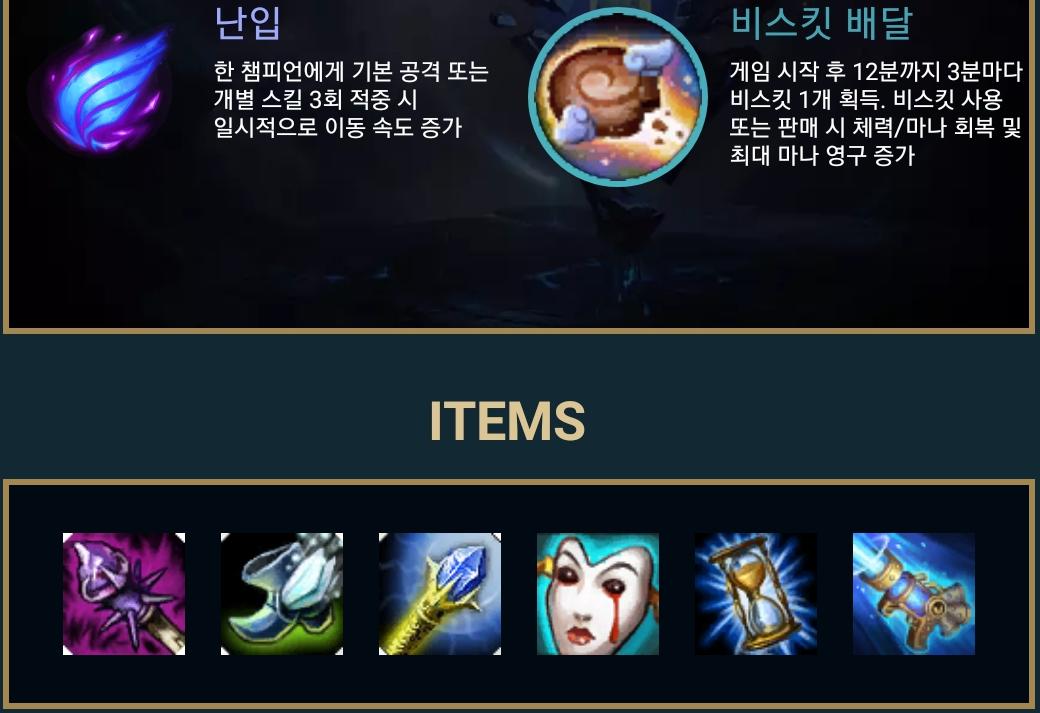 난입
한 챔피언에게 기본 공격 또는
개별 스킬 3회 적중 시
일시적으로 이동 속도 증가
비스킷 배달
게임 시작 후 12분까지 3분마다
비스킷 1개 획득. 비스킷 사용
또는 판매 시 체력/마나 회복 및
최대 마나 영구 증가
ITEMS